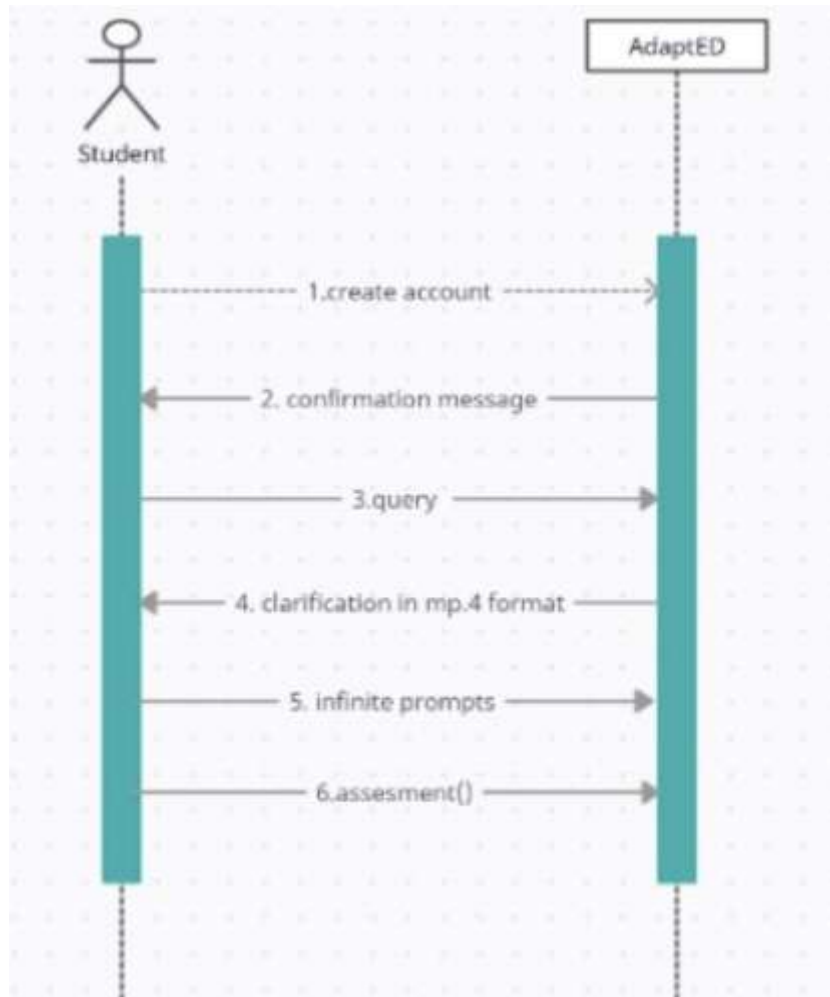 AdaptED
Student
1.create account
2. confirmation message
3.query
4. clarification in mp.4 format
5. infinite prompts
6.assesment()